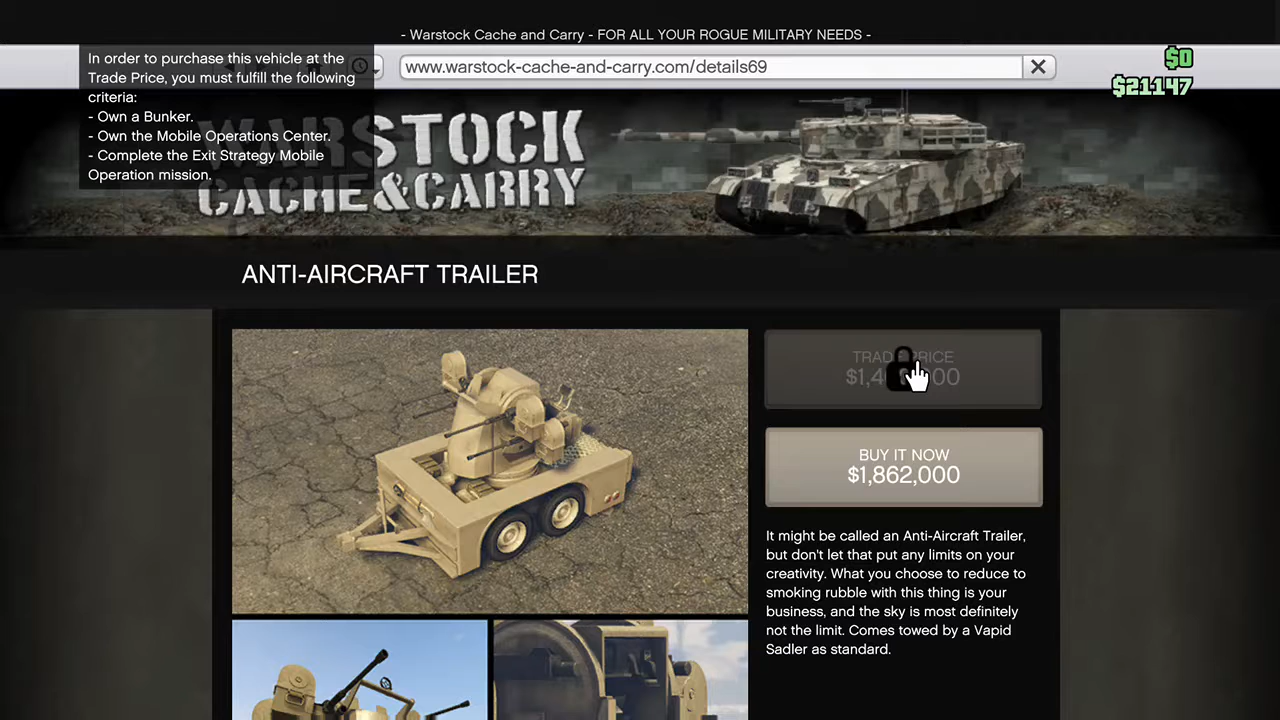 - Warstock Cache and Carry - FOR ALL YOUR ROGUE MILITARY NEEDS -
In order to purchase this vehicle at the
Trade Price, you must fulfill the following
criteria:
- Own a Bunker.
- Own the Mobile Operations Center.
- Complete the Exit Strategy Mobile
Operation mission.
www.warstock-cache-and-carry.com/details69
$0
$21,147
WARSTOCK
CACHE&CARRY
ANTI-AIRCRAFT TRAILER
TRADE PRICE
BUY IT NOW
$1,862,000
It might be called an Anti-Aircraft Trailer,
but don't let that put any limits on your
creativity. What you choose to reduce to
smoking rubble with this thing is your
business, and the sky is most definitely
not the limit. Comes towed by a Vapid
Sadler as standard.